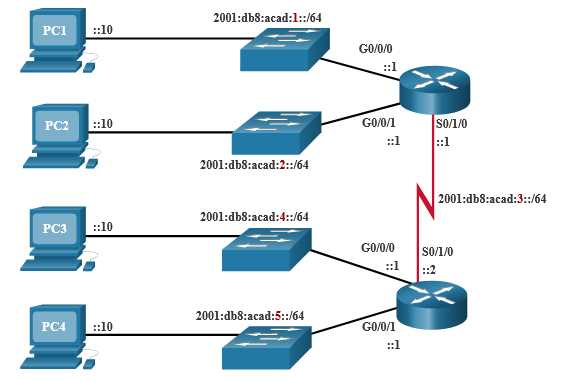 PC1
::10
2001:db8:acad:1::/64
G0/0/0
::1
PC2
::10
2001:db8:acad:2::/64
G0/0/1
::1
S0/1/0
::1
2001:db8:acad:3::/64
PC3
::10
2001:db8:acad:4::/64
G0/0/0
::1
S0/1/0
::2
PC4
::10
2001:db8:acad:5::/64
G0/0/1
::1